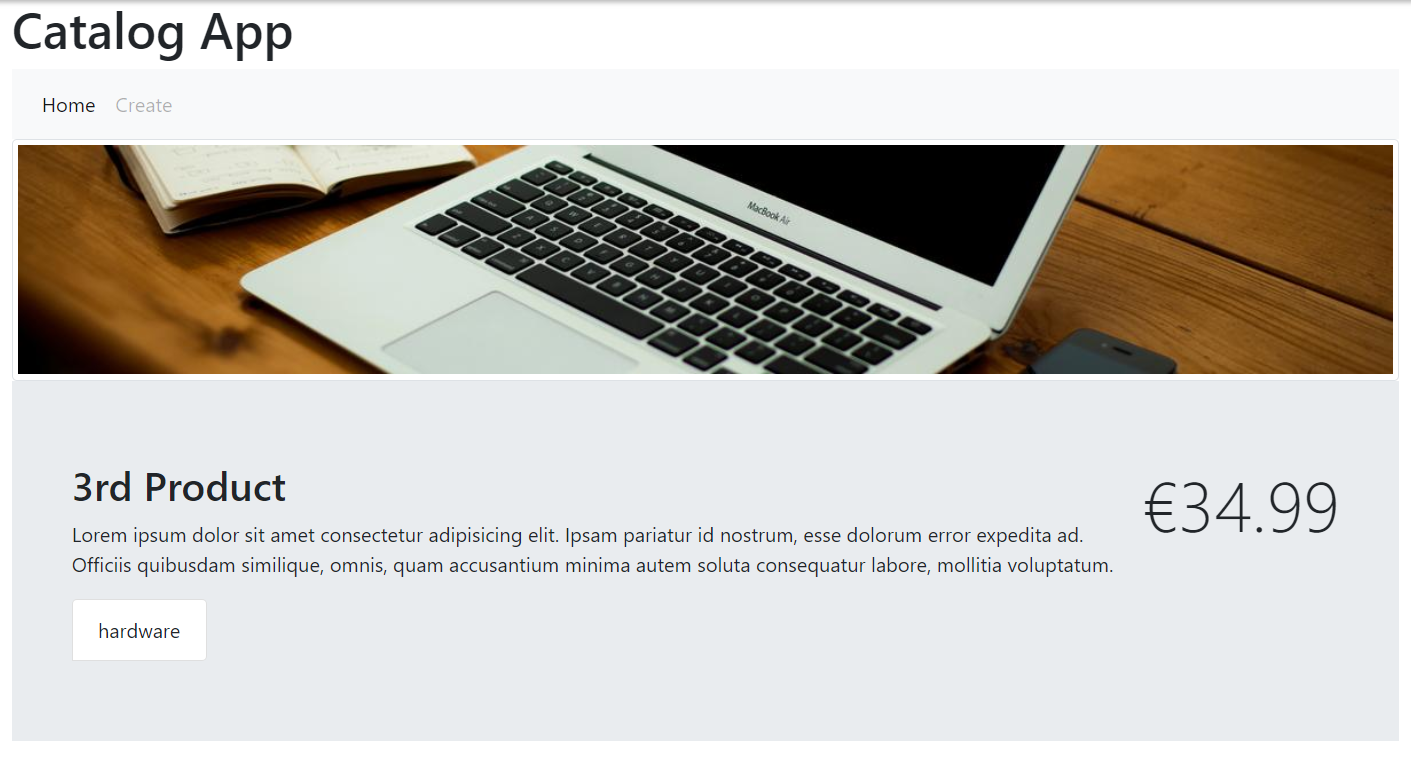 Catalog App
Home Create
MacBook Air
3rd Product
€34.99
Lorem ipsum dolor sit amet consectetur adipisicing elit. Ipsam pariatur id nostrum, esse dolorum error expedita ad.
Officiis quibusdam similique, omnis, quam accusantium minima autem soluta consequatur labore, mollitia voluptatum.
hardware